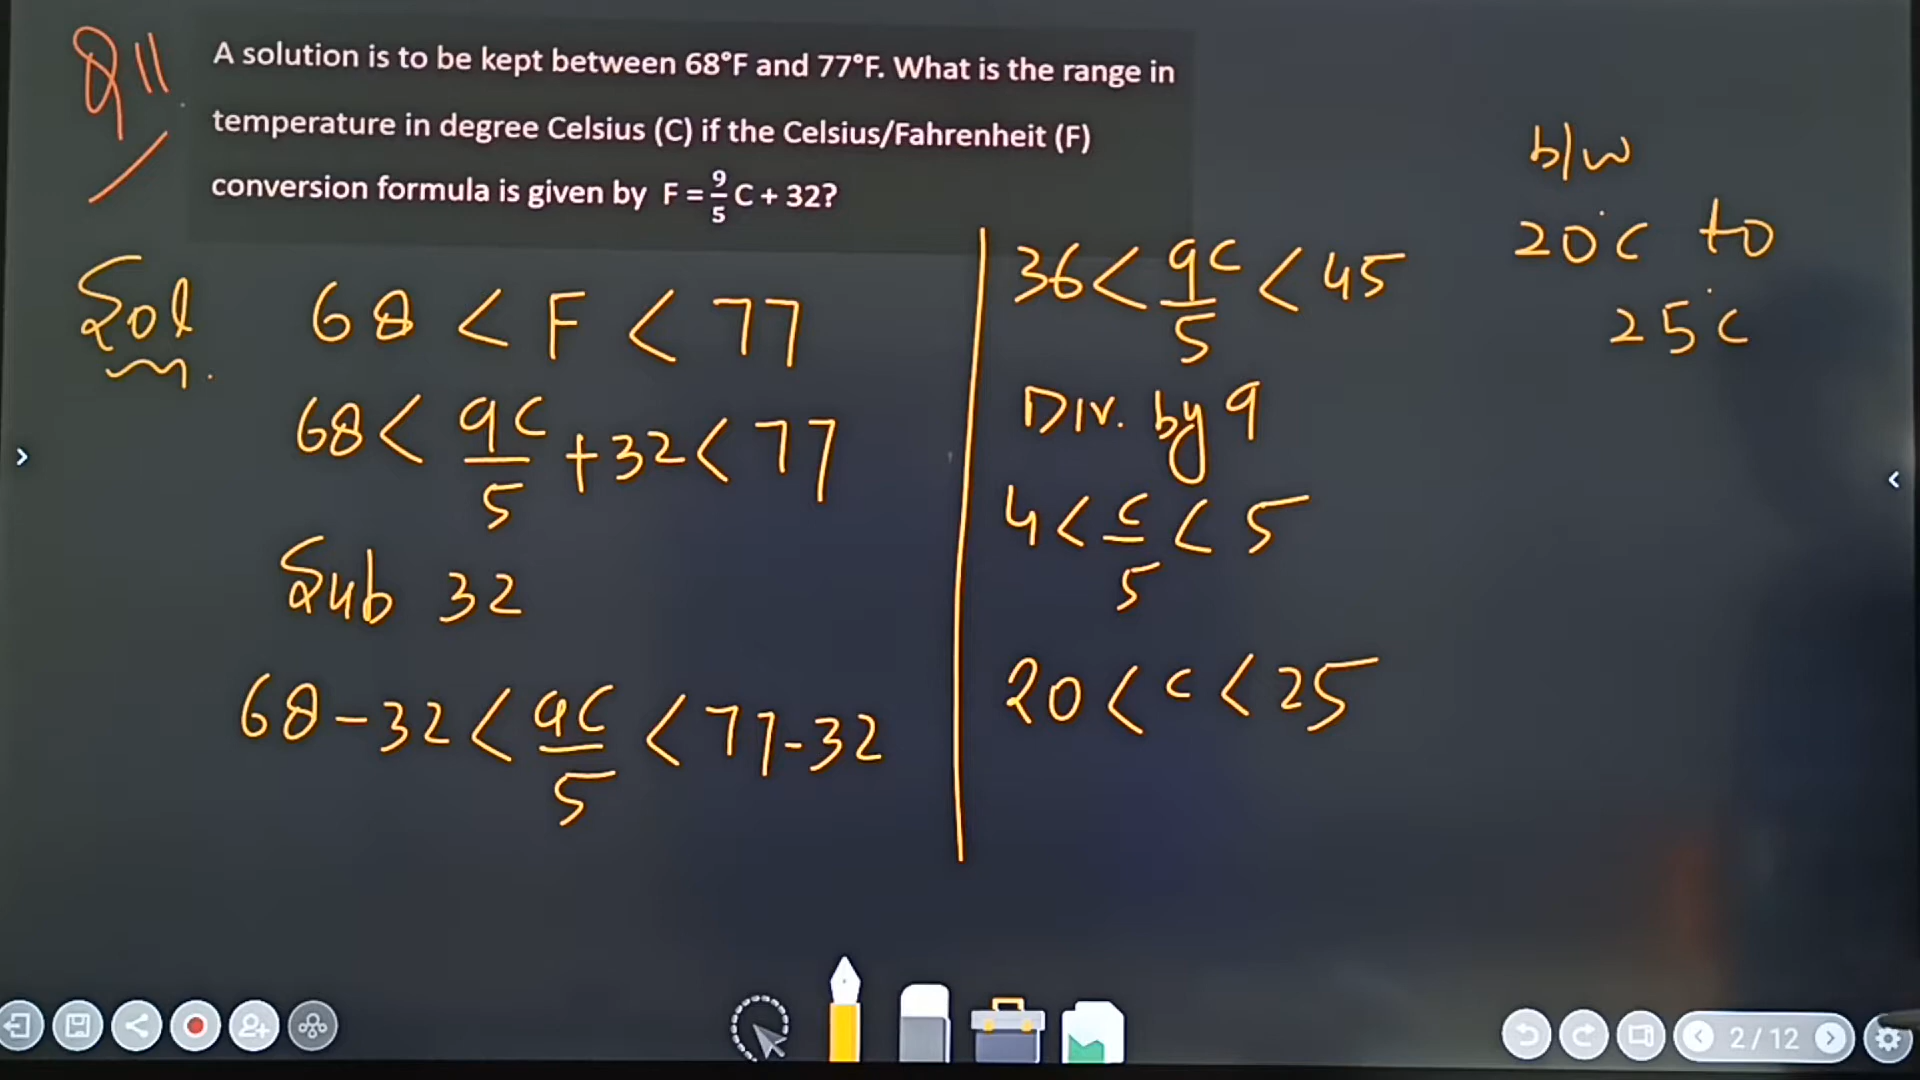 Q11
A solution is to be kept between 68°F and 77°F. What is the range in
temperature in degree Celsius (C) if the Celsius/Fahrenheit (F)
conversion formula is given by F = 9/5 C + 32?
Sol
68 < F < 77
68 < 9C/5 + 32 < 77
Sub 32
68 - 32 < 9C/5 < 77 - 32
36 < 9C/5 < 45
Div. by 9
4 < C/5 < 5
20 < C < 25
b/w
20°C to
25°C
2 / 12